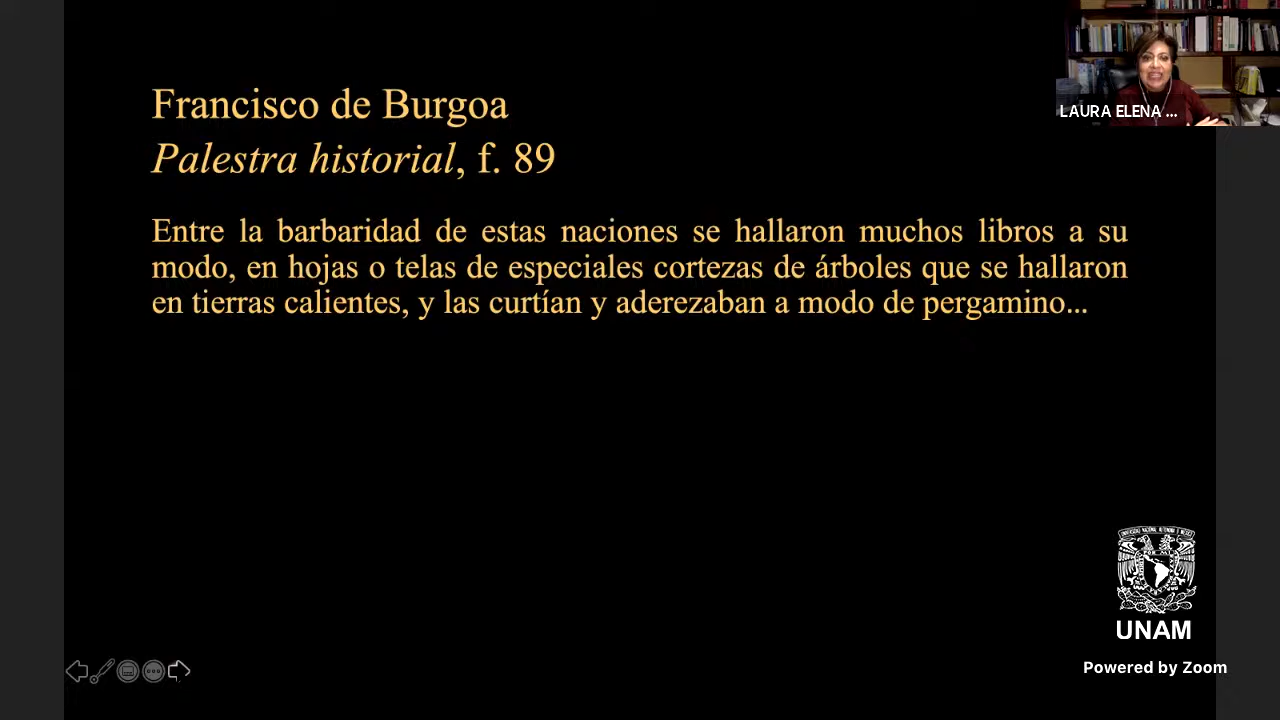 Francisco de Burgoa
Palestra historial, f. 89
Entre la barbaridad de estas naciones se hallaron muchos libros a su
modo, en hojas o telas de especiales cortezas de árboles que se hallaron
en tierras calientes, y las curtían y aderezaban a modo de pergamino...
LAURA ELENA ...
UNAM
Powered by Zoom